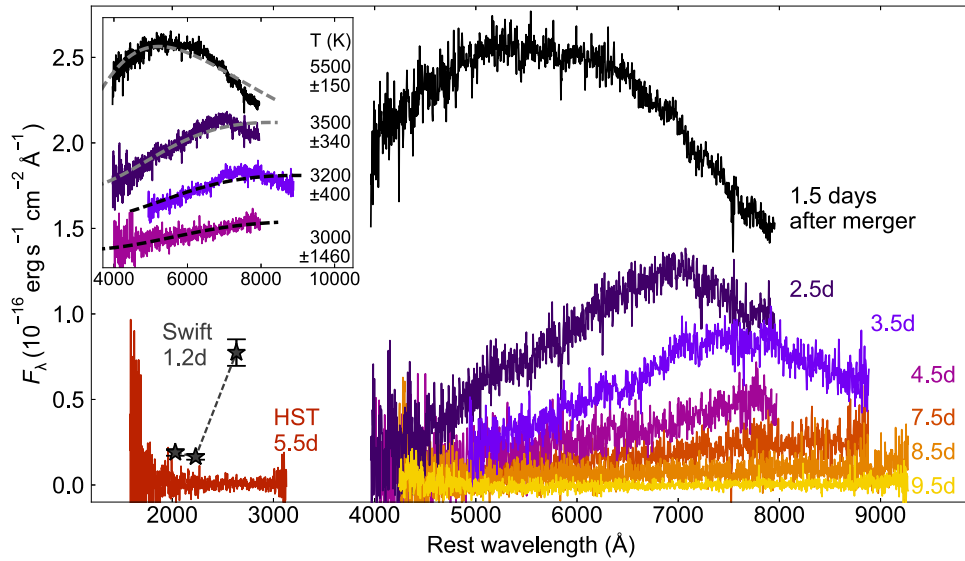 T (K)
5500
±150
3500
±340
3200
±400
3000
±1460
4000 6000 8000 10000
2.5
2.0
1.5
1.0
0.5
0.0
F_λ (10⁻¹⁶ erg s⁻¹ cm⁻² Å⁻¹)
1.5 days
after merger
2.5d
3.5d
4.5d
7.5d
8.5d
9.5d
Swift
1.2d
HST
5.5d
2000 3000 4000 5000 6000 7000 8000 9000
Rest wavelength (Å)